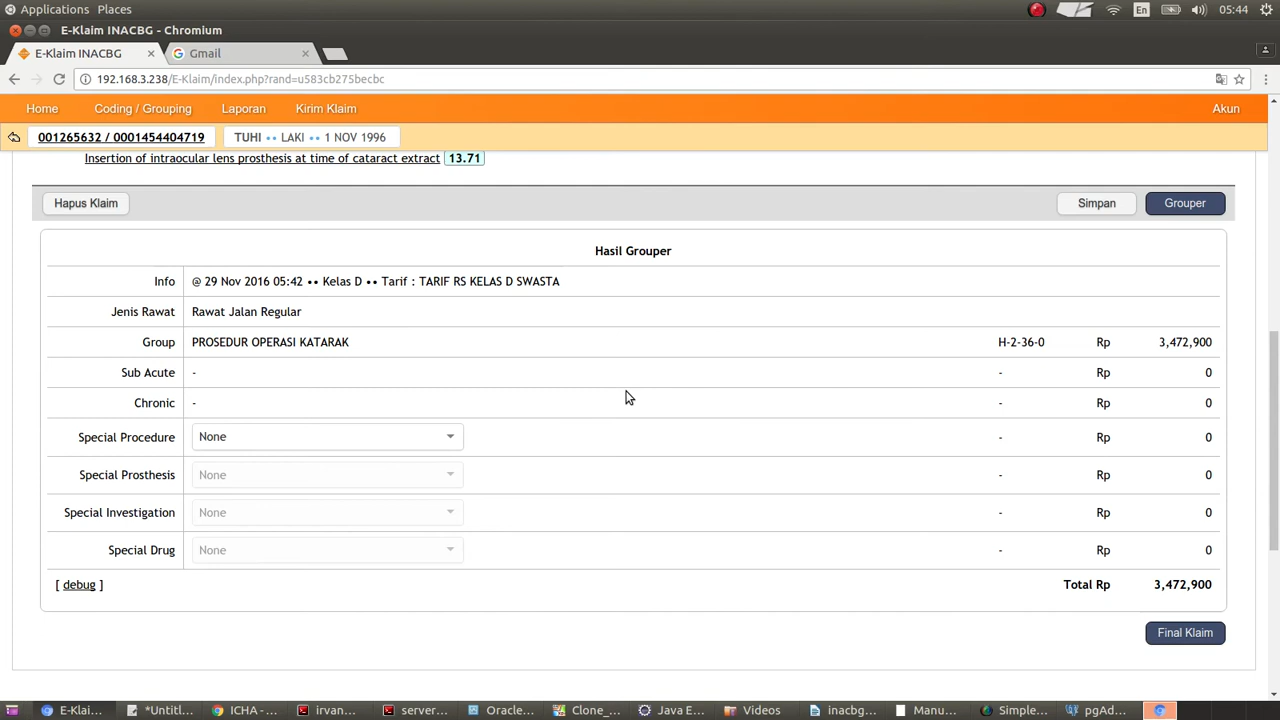 Applications Places En 05:44
E-Klaim INACBG - Chromium
E-Klaim INACBG × Gmail ×
192.168.3.238/E-Klaim/index.php?rand=u583cb275becbc
Home Coding / Grouping Laporan Kirim Klaim Akun
001265632 / 0001454404719 TUHI •• LAKI •• 1 NOV 1996
Insertion of intraocular lens prosthesis at time of cataract extract 13.71
Hapus Klaim Simpan Grouper
Hasil Grouper
Info @ 29 Nov 2016 05:42 •• Kelas D •• Tarif : TARIF RS KELAS D SWASTA
Jenis Rawat Rawat Jalan Regular
Group PROSEDUR OPERASI KATARAK H-2-36-0 Rp 3,472,900
Sub Acute - - Rp 0
Chronic - - Rp 0
Special Procedure None - Rp 0
Special Prosthesis None - Rp 0
Special Investigation None - Rp 0
Special Drug None - Rp 0
[ debug ] Total Rp 3,472,900
Final Klaim
E-Klai... *Untitl... ICHA -... irvan... server... Oracle... Clone_... Java E... Videos inacbg... Manu... Simple... pgAd...